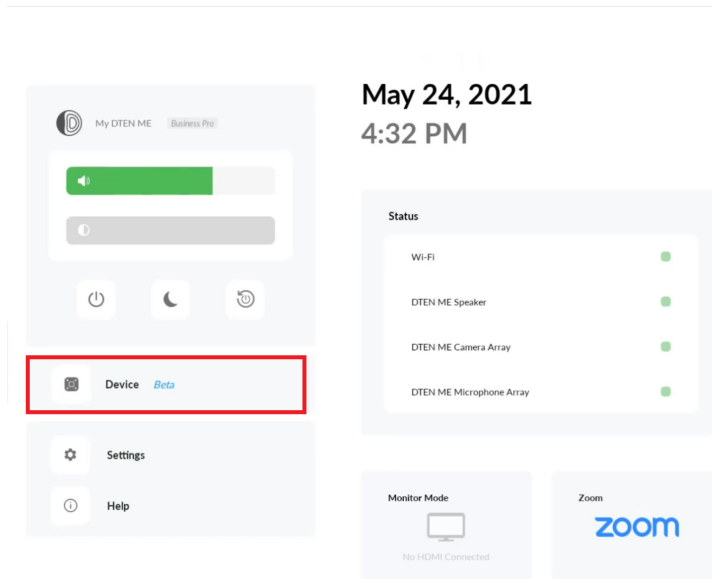 My DTEN ME Business Pro
Device Beta
Settings
Help
May 24, 2021
4:32 PM
Status
Wi-Fi
DTEN ME Speaker
DTEN ME Camera Array
DTEN ME Microphone Array
Monitor Mode
No HDMI Connected
Zoom
zoom